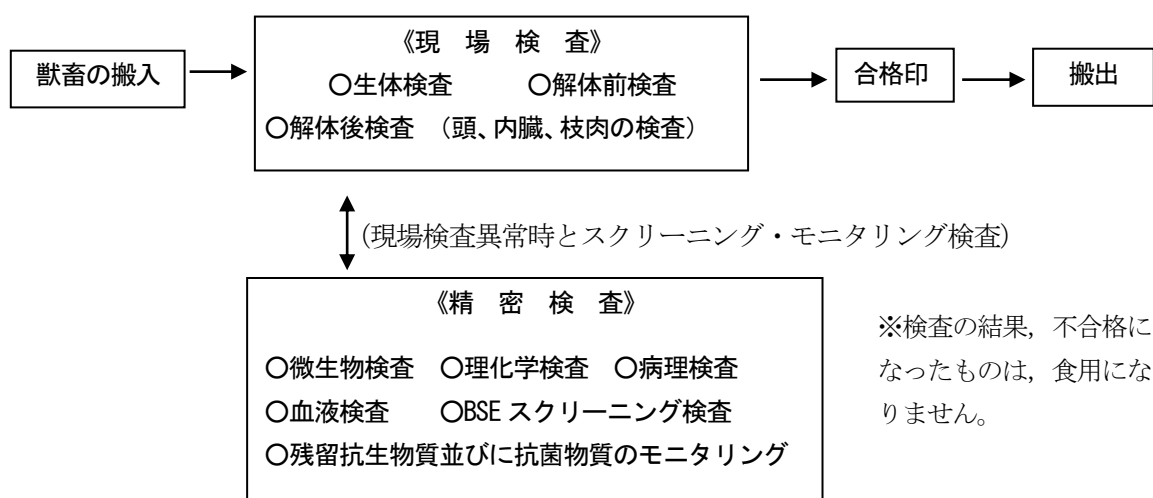 獣畜の搬入
《現 場 検 査》
○生体検査 ○解体前検査
○解体後検査 （頭、内臓、枝肉の検査）
合格印
搬出
(現場検査異常時とスクリーニング・モニタリング検査)
《精 密 検 査》
○微生物検査 ○理化学検査 ○病理検査
○血液検査 ○BSE スクリーニング検査
○残留抗生物質並びに抗菌物質のモニタリング
※検査の結果，不合格に
なったものは，食用にな
りません。